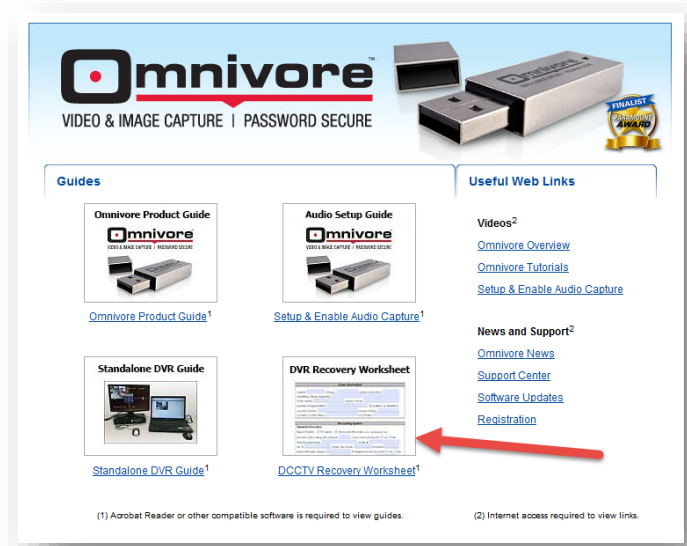 Omnivore™
VIDEO & IMAGE CAPTURE | PASSWORD SECURE
Omnivore
FINALIST
PARAMOUNT
AWARD
Guides
Omnivore Product Guide
Omnivore
VIDEO & IMAGE CAPTURE | PASSWORD SECURE
Omnivore Product Guide¹
Audio Setup Guide
Omnivore
VIDEO & IMAGE CAPTURE | PASSWORD SECURE
Setup & Enable Audio Capture¹
Standalone DVR Guide
Standalone DVR Guide¹
DVR Recovery Worksheet
DCCTV Recovery Worksheet¹
Useful Web Links
Videos²
Omnivore Overview
Omnivore Tutorials
Setup & Enable Audio Capture
News and Support²
Omnivore News
Support Center
Software Updates
Registration
(1) Acrobat Reader or other compatible software is required to view guides.
(2) Internet access required to view links.